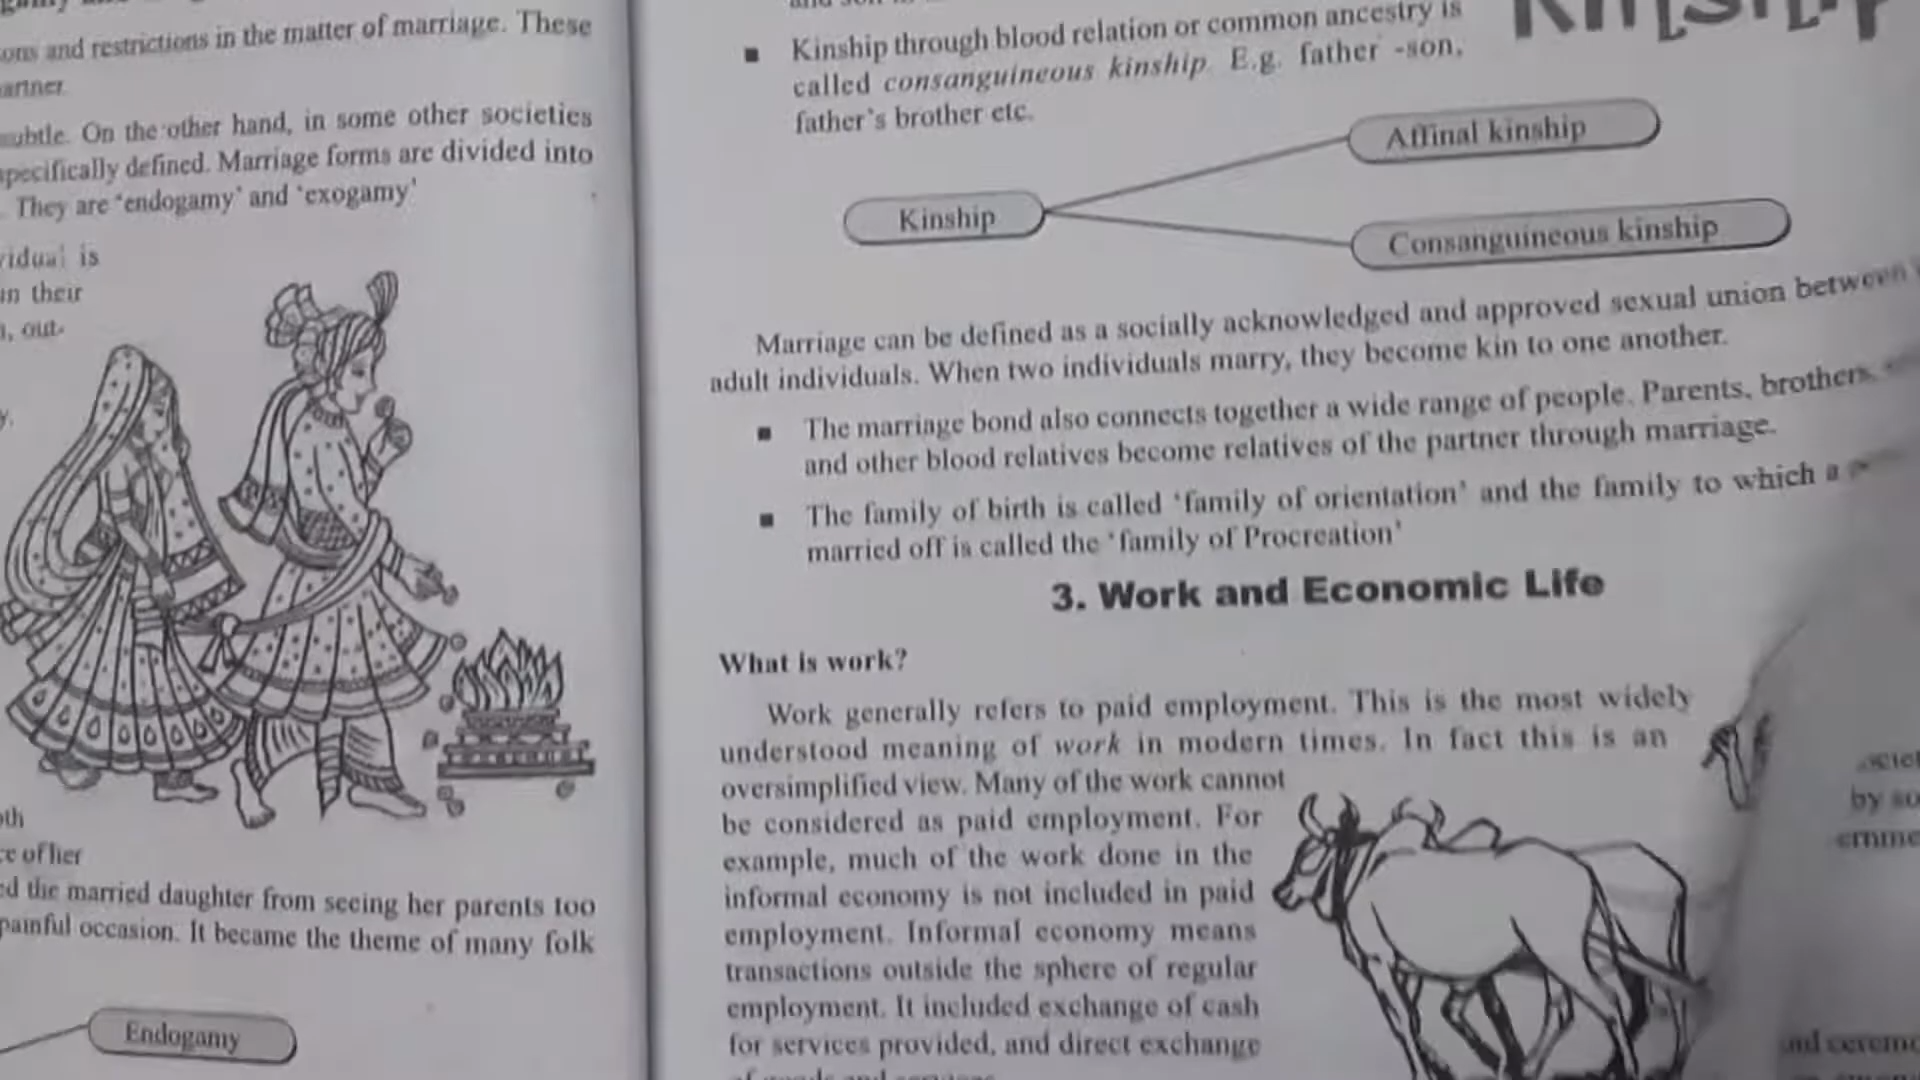 ons and restrictions in the matter of marriage. These
artner.
subtle. On the other hand, in some other societies
specifically defined. Marriage forms are divided into
. They are 'endogamy' and 'exogamy'
vidual is
in their
, out-
y.
oth
ce of her
ed the married daughter from seeing her parents too
painful occasion. It became the theme of many folk
Endogamy
Kinship
▪ Kinship through blood relation or common ancestry is
called consanguineous kinship. E.g. father -son,
father's brother etc.
Affinal kinship
Kinship
Consanguineous kinship
Marriage can be defined as a socially acknowledged and approved sexual union between
adult individuals. When two individuals marry, they become kin to one another.
▪ The marriage bond also connects together a wide range of people. Parents, brothers,
and other blood relatives become relatives of the partner through marriage.
▪ The family of birth is called 'family of orientation' and the family to which a
married off is called the 'family of Procreation'
3. Work and Economic Life
What is work?
Work generally refers to paid employment. This is the most widely
understood meaning of work in modern times. In fact this is an
oversimplified view. Many of the work cannot
be considered as paid employment. For
example, much of the work done in the
informal economy is not included in paid
employment. Informal economy means
transactions outside the sphere of regular
employment. It included exchange of cash
for services provided, and direct exchange
by so